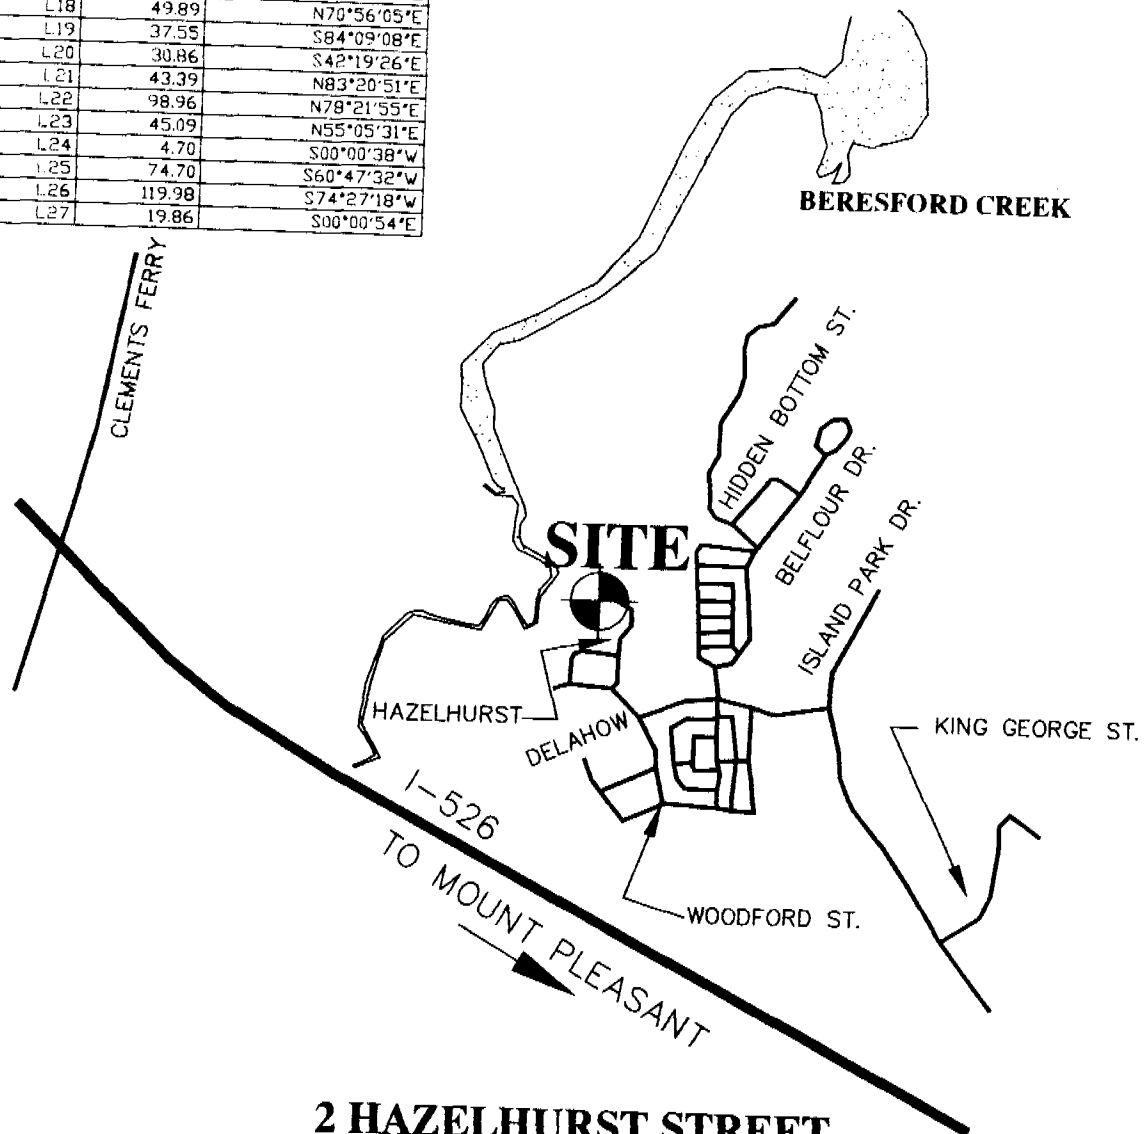 L18 49.89 N70°56'05"E
L19 37.55 S84°09'08"E
L20 30.86 S42°19'26"E
L21 43.39 N83°20'51"E
L22 98.96 N78°21'55"E
L23 45.09 N55°05'31"E
L24 4.70 S00°00'38"W
L25 74.70 S60°47'32"W
L26 119.98 S74°27'18"W
L27 19.86 S00°00'54"E
BERESFORD CREEK
CLEMENTS FERRY
HIDDEN BOTTOM ST.
BELFLOUR DR.
ISLAND PARK DR.
SITE
HAZELHURST
DELAHOW
KING GEORGE ST.
I-526
TO MOUNT PLEASANT
WOODFORD ST.
2 HAZELHURST STREET